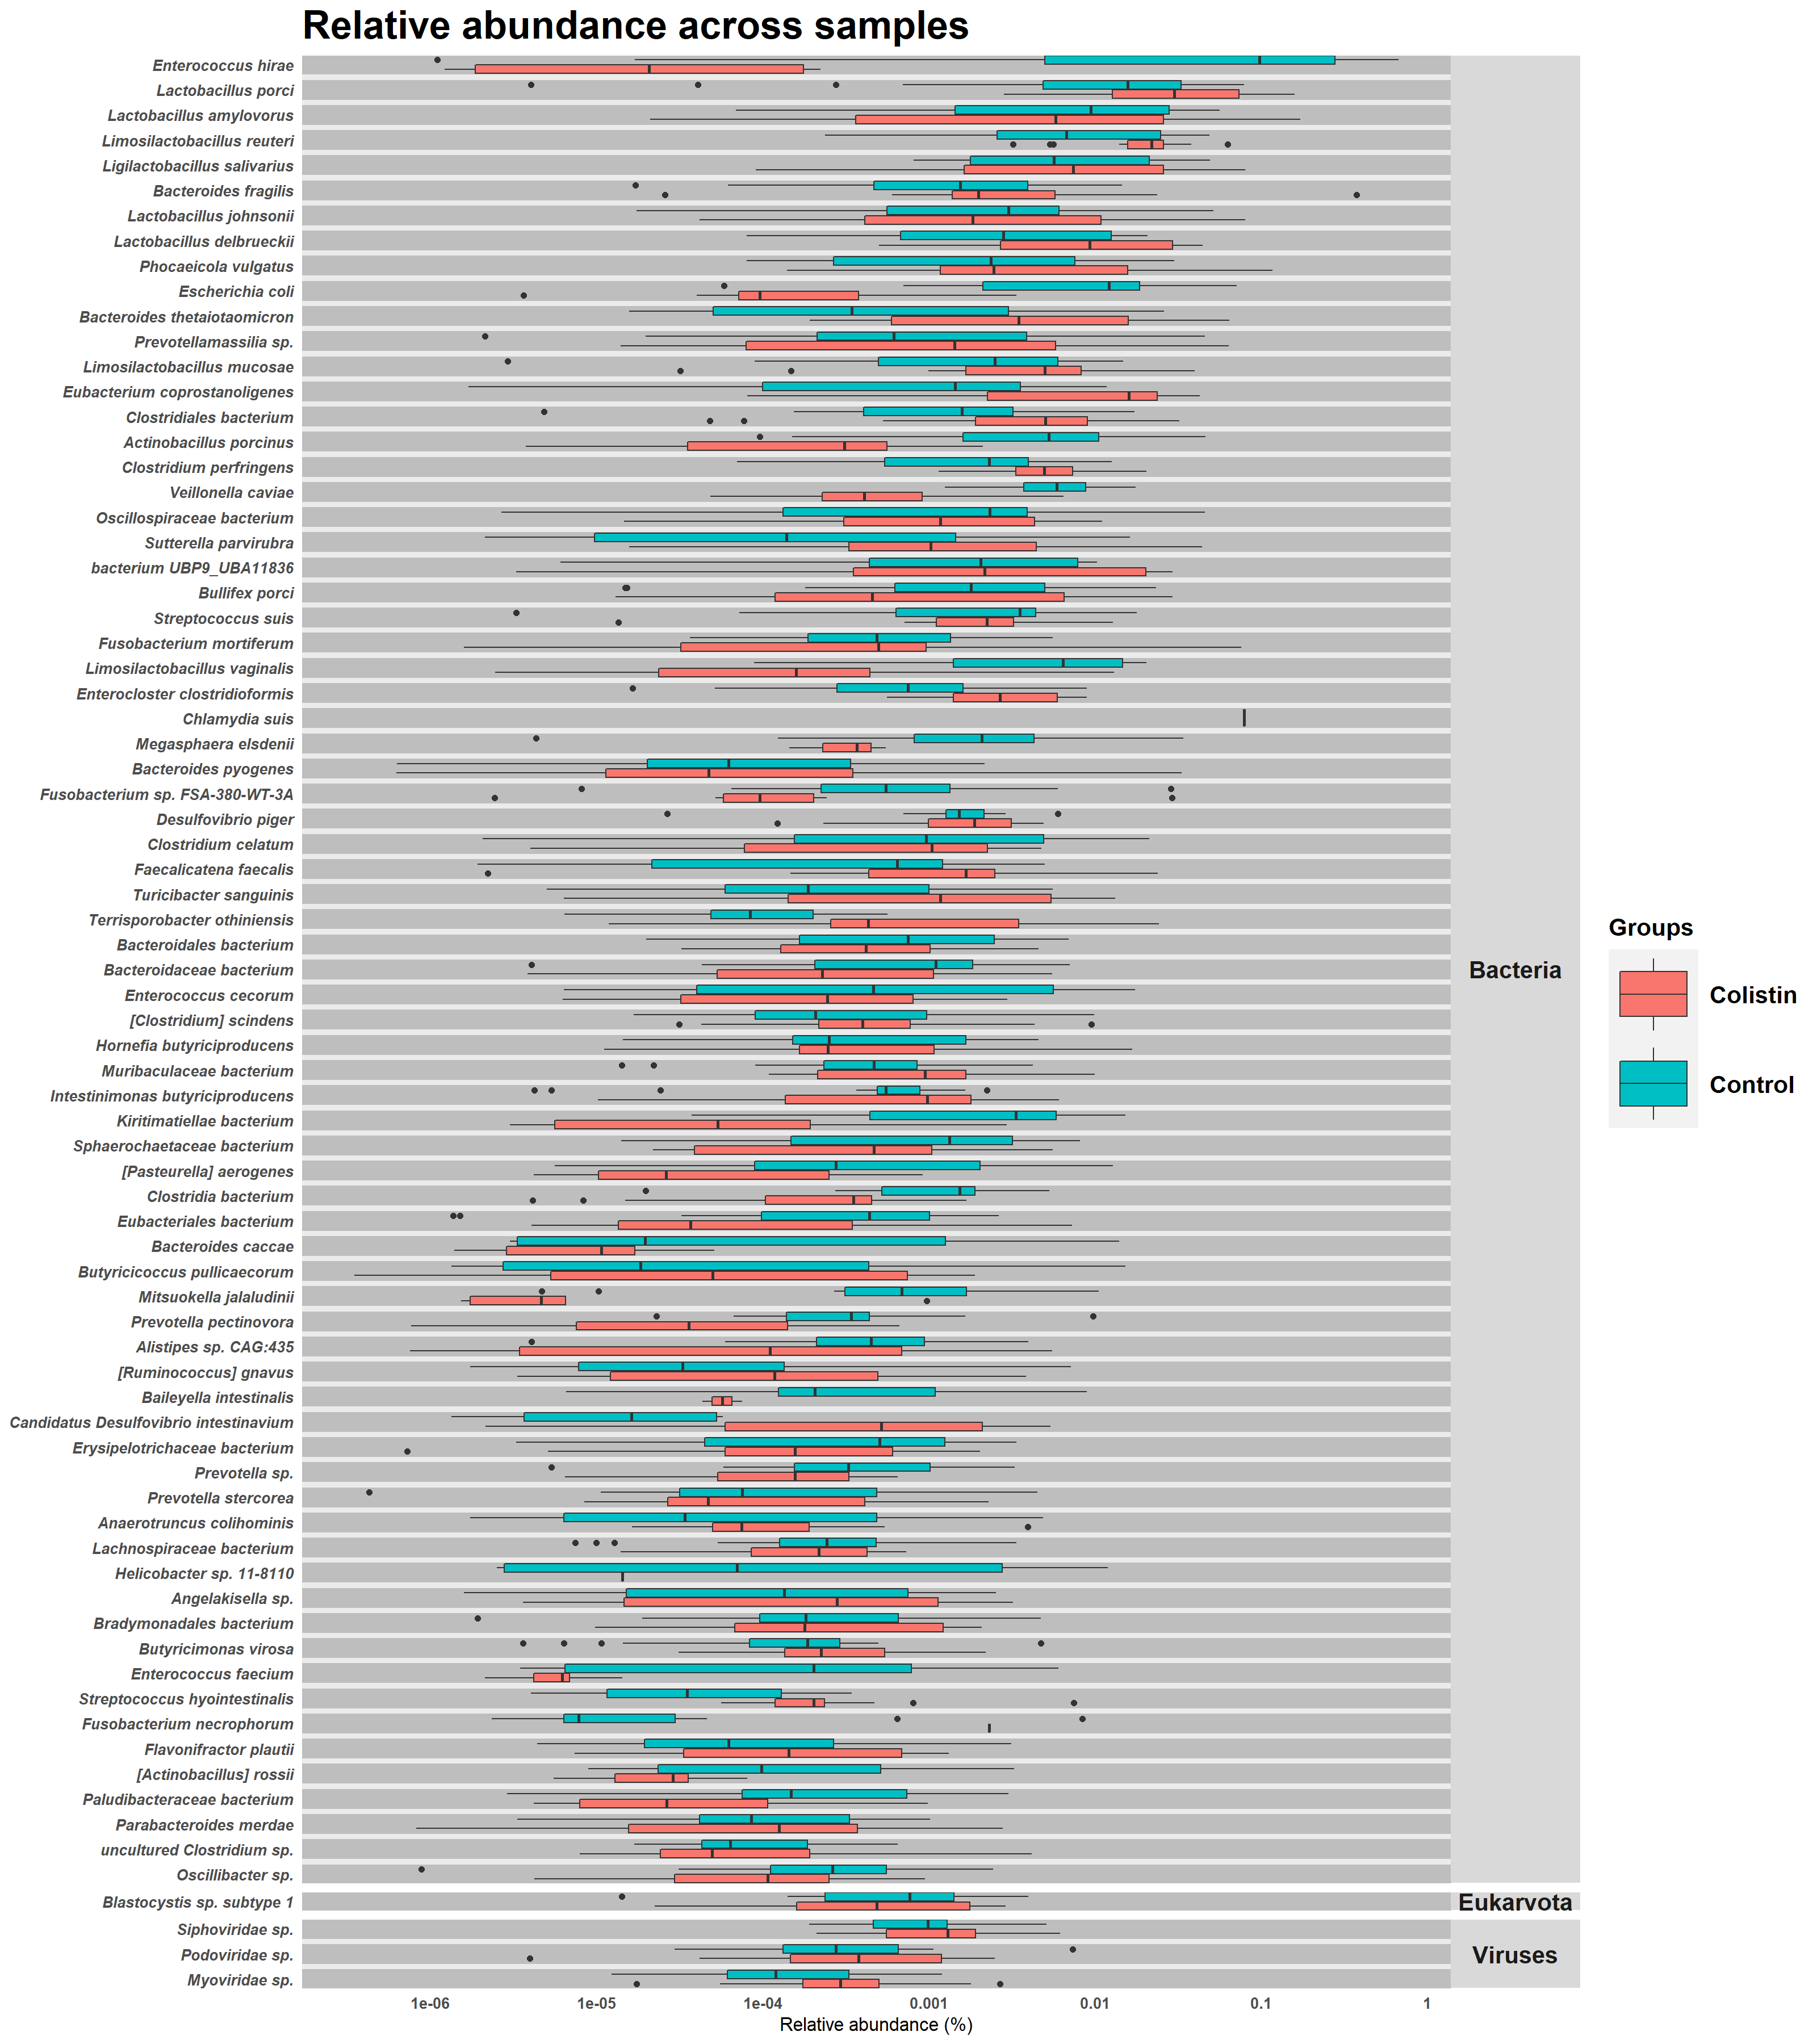 Relative abundance across samples
Enterococcus hirae
Lactobacillus porci
Lactobacillus amylovorus
Limosilactobacillus reuteri
Ligilactobacillus salivarius
Bacteroides fragilis
Lactobacillus johnsonii
Lactobacillus delbrueckii
Phocaeicola vulgatus
Escherichia coli
Bacteroides thetaiotaomicron
Prevotellamassilia sp.
Limosilactobacillus mucosae
Eubacterium coprostanoligenes
Clostridiales bacterium
Actinobacillus porcinus
Clostridium perfringens
Veillonella caviae
Oscillospiraceae bacterium
Sutterella parvirubra
bacterium UBP9_UBA11836
Bullifex porci
Streptococcus suis
Fusobacterium mortiferum
Limosilactobacillus vaginalis
Enterocloster clostridioformis
Chlamydia suis
Megasphaera elsdenii
Bacteroides pyogenes
Fusobacterium sp. FSA-380-WT-3A
Desulfovibrio piger
Clostridium celatum
Faecalicatena faecalis
Turicibacter sanguinis
Terrisporobacter othiniensis
Bacteroidales bacterium
Bacteroidaceae bacterium
Enterococcus cecorum
[Clostridium] scindens
Hornefia butyriciproducens
Muribaculaceae bacterium
Intestinimonas butyriciproducens
Kiritimatiellae bacterium
Sphaerochaetaceae bacterium
[Pasteurella] aerogenes
Clostridia bacterium
Eubacteriales bacterium
Bacteroides caccae
Butyricicoccus pullicaecorum
Mitsuokella jalaludinii
Prevotella pectinovora
Alistipes sp. CAG:435
[Ruminococcus] gnavus
Baileyella intestinalis
Candidatus Desulfovibrio intestinavium
Erysipelotrichaceae bacterium
Prevotella sp.
Prevotella stercorea
Anaerotruncus colihominis
Lachnospiraceae bacterium
Helicobacter sp. 11-8110
Angelakisella sp.
Bradymonadales bacterium
Butyricimonas virosa
Enterococcus faecium
Streptococcus hyointestinalis
Fusobacterium necrophorum
Flavonifractor plautii
[Actinobacillus] rossii
Paludibacteraceae bacterium
Parabacteroides merdae
uncultured Clostridium sp.
Oscillibacter sp.
Blastocystis sp. subtype 1
Siphoviridae sp.
Podoviridae sp.
Myoviridae sp.
Bacteria
Eukaryota
Viruses
1e-06 1e-05 1e-04 0.001 0.01 0.1 1
Relative abundance (%)
Groups
Colistin
Control